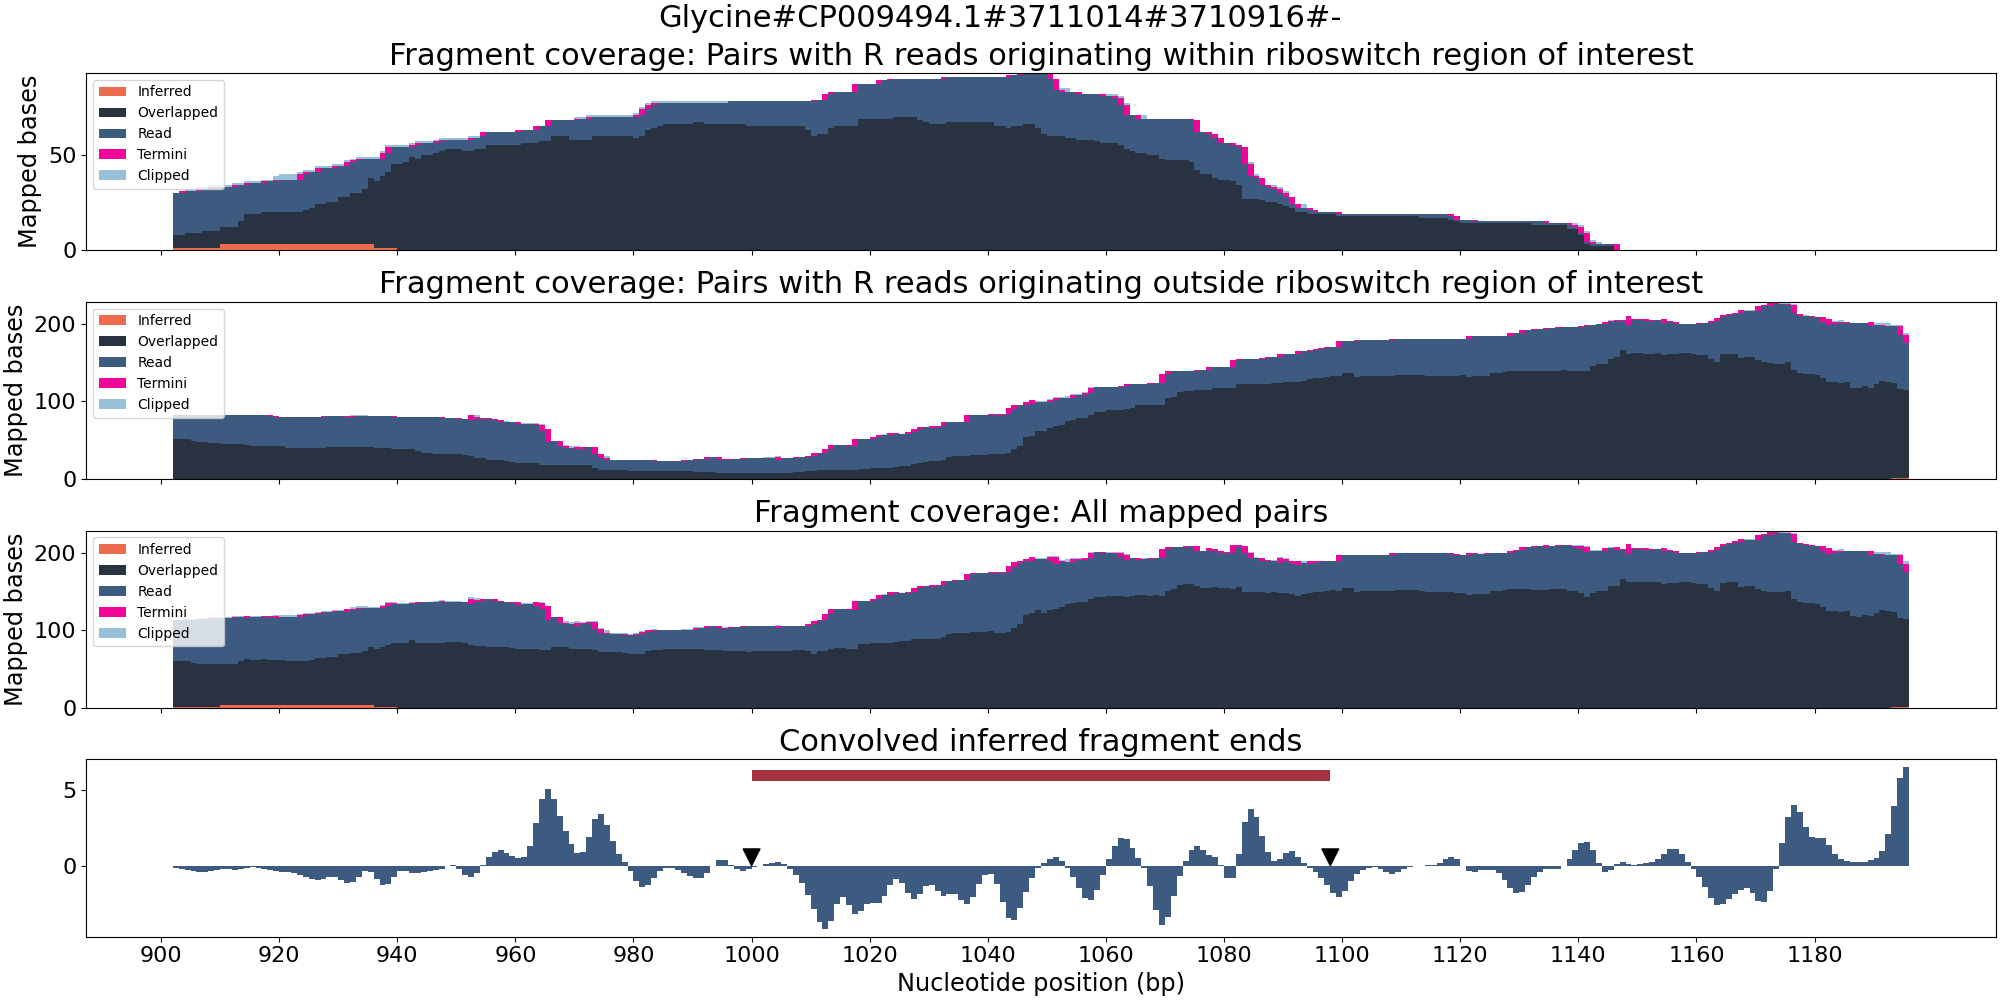 Glycine#CP009494.1#3711014#3710916#-
Fragment coverage: Pairs with R reads originating within riboswitch region of interest
Mapped bases
50
0
Inferred
Overlapped
Read
Termini
Clipped
Fragment coverage: Pairs with R reads originating outside riboswitch region of interest
Mapped bases
200
100
0
Inferred
Overlapped
Read
Termini
Clipped
Fragment coverage: All mapped pairs
Mapped bases
200
100
0
Inferred
Overlapped
Read
Termini
Clipped
Convolved inferred fragment ends
5
0
900 920 940 960 980 1000 1020 1040 1060 1080 1100 1120 1140 1160 1180
Nucleotide position (bp)